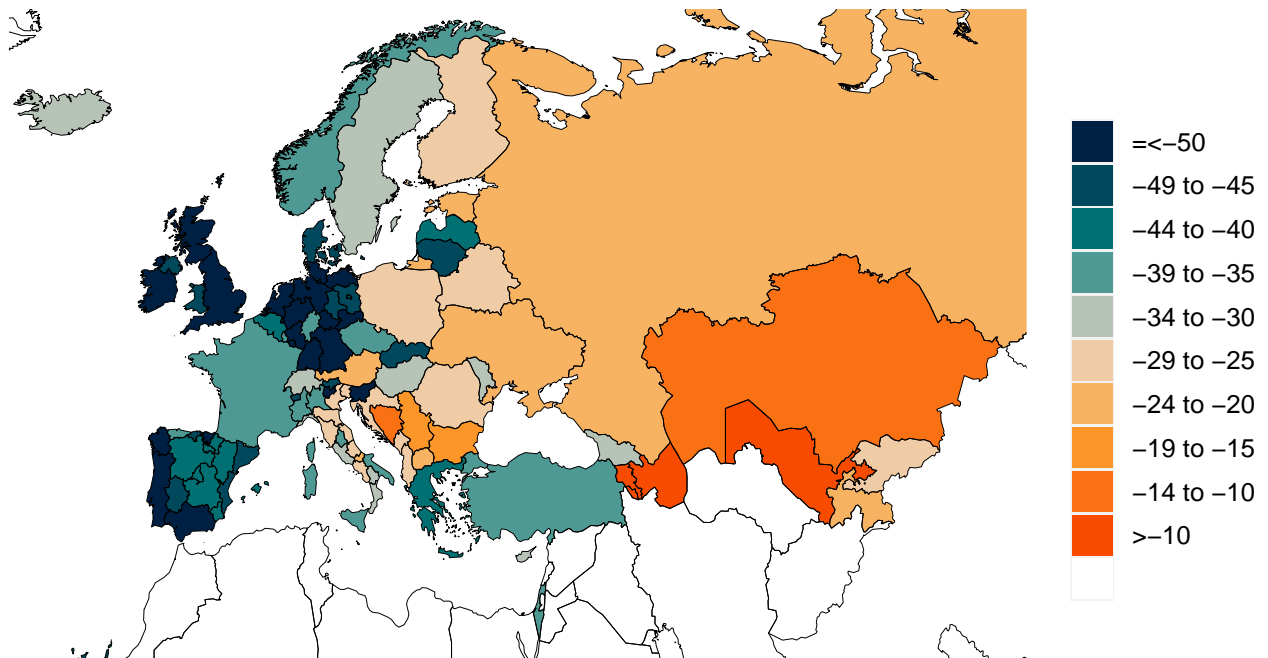 =<−50
−49 to −45
−44 to −40
−39 to −35
−34 to −30
−29 to −25
−24 to −20
−19 to −15
−14 to −10
>−10